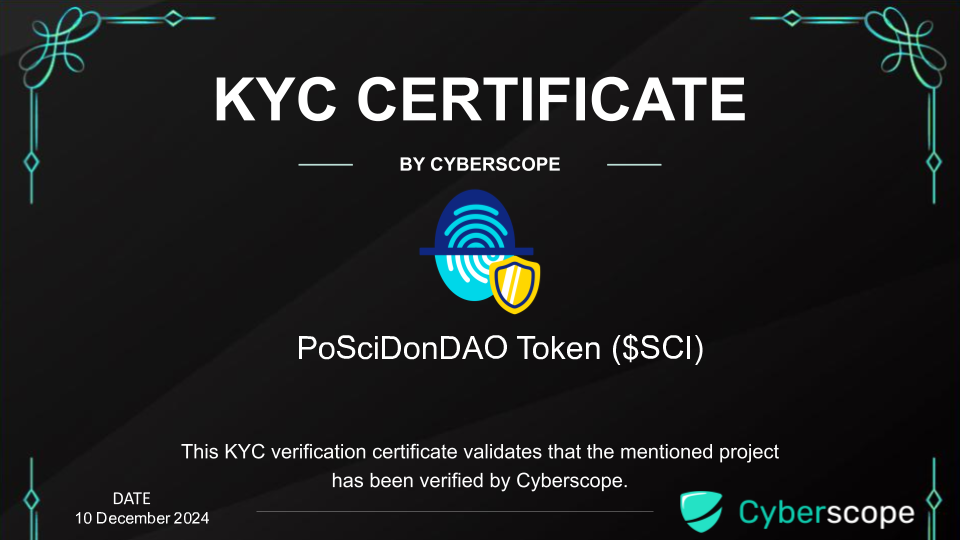 KYC CERTIFICATE
BY CYBERSCOPE
PoSciDonDAO Token ($SCI)
This KYC verification certificate validates that the mentioned project
has been verified by Cyberscope.
DATE
10 December 2024
Cyberscope